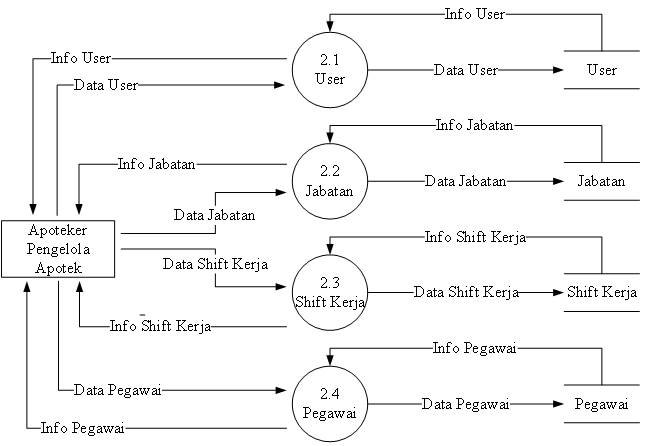 Info User
Info User
2.1
User
Data User
User
Data User
Info Jabatan
Info Jabatan
2.2
Jabatan
Data Jabatan
Jabatan
Data Jabatan
Apoteker
Pengelola
Apotek
Info Shift Kerja
Data Shift Kerja
2.3
Shift Kerja
Data Shift Kerja
Shift Kerja
Info Shift Kerja
Info Pegawai
Data Pegawai
2.4
Pegawai
Data Pegawai
Pegawai
Info Pegawai